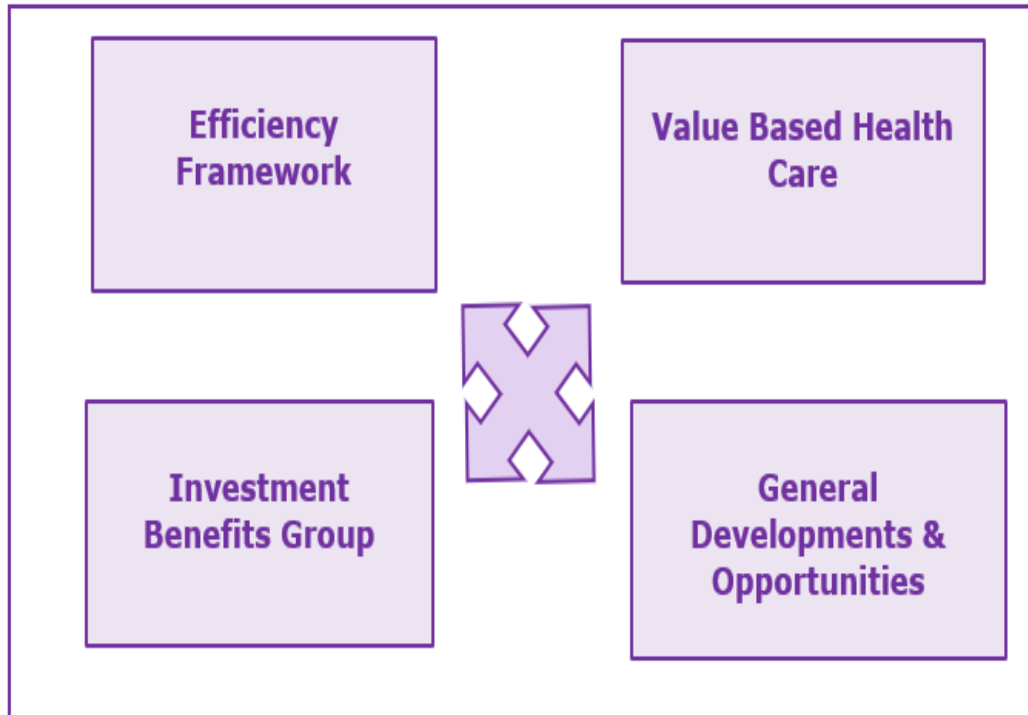 Efficiency
Framework
Value Based Health
Care
Investment
Benefits Group
General
Developments &
Opportunities